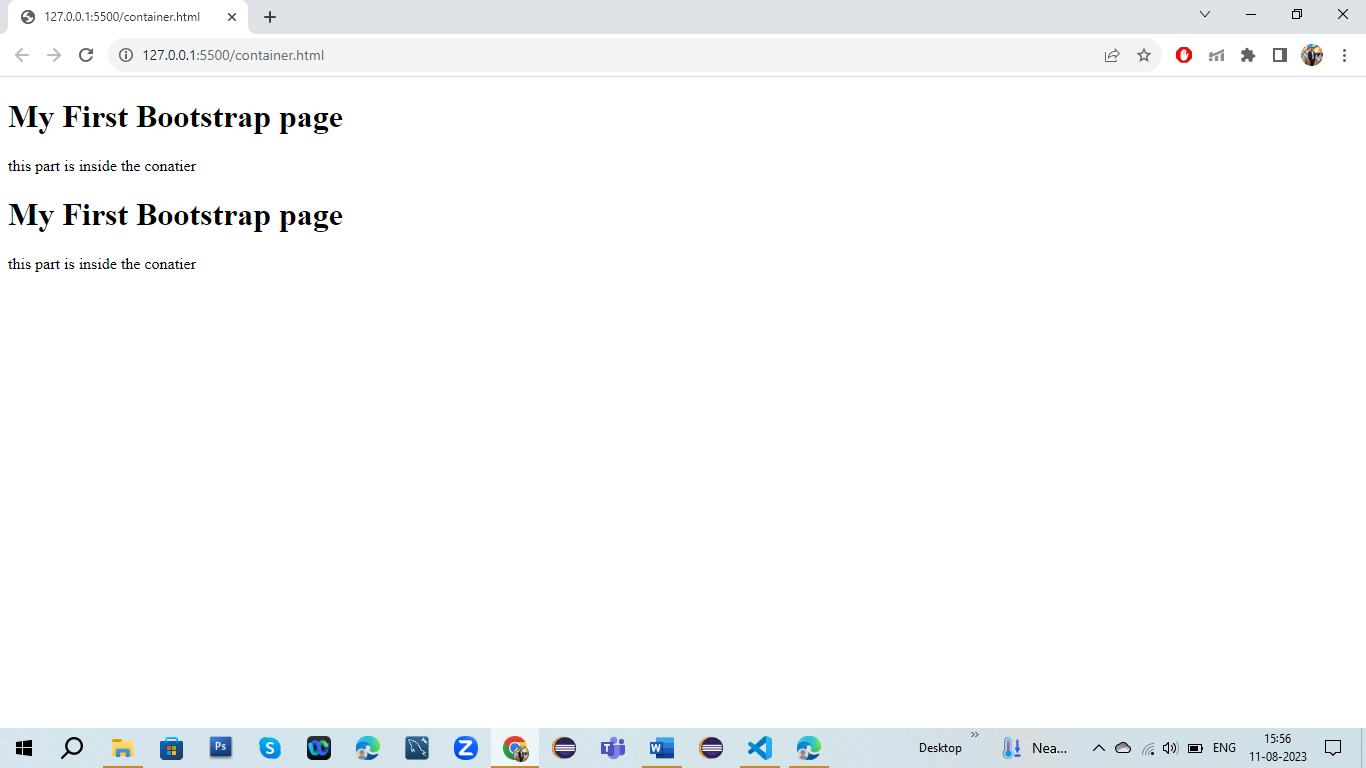 127.0.0.1:5500/container.html
127.0.0.1:5500/container.html
My First Bootstrap page
this part is inside the conatier
My First Bootstrap page
this part is inside the conatier
Ps
Desktop
Nea...
ENG
15:56
11-08-2023